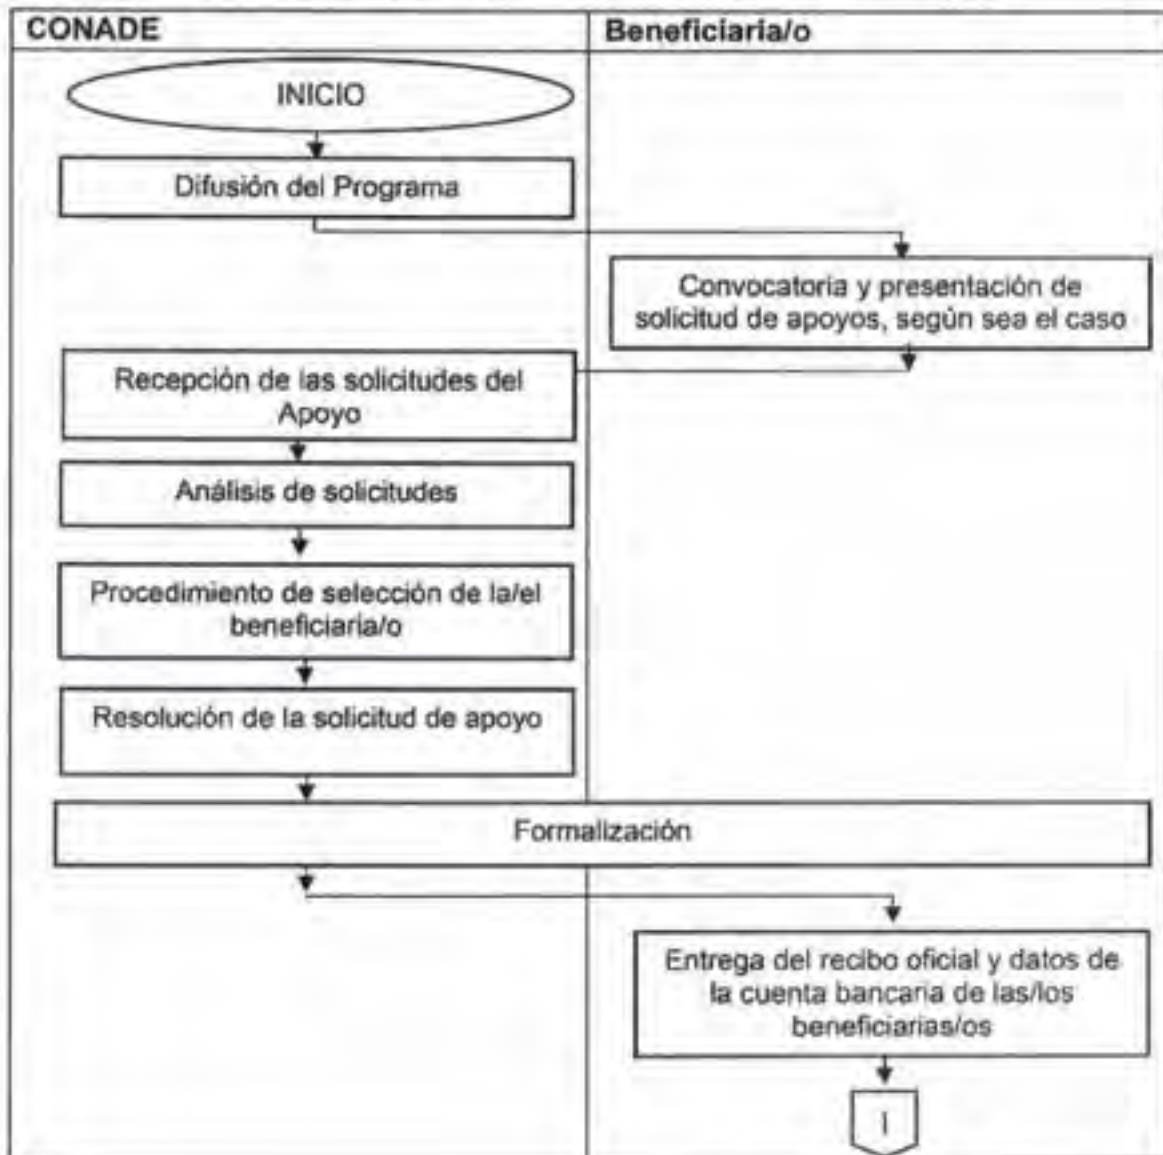 CONADE
Beneficiaria/o
INICIO
Difusión del Programa
Convocatoria y presentación de
solicitud de apoyos, según sea el caso
Recepción de las solicitudes del
Apoyo
Análisis de solicitudes
Procedimiento de selección de la/el
beneficiaria/o
Resolución de la solicitud de apoyo
Formalización
Entrega del recibo oficial y datos de
la cuenta bancaria de las/los
beneficiarias/os
I